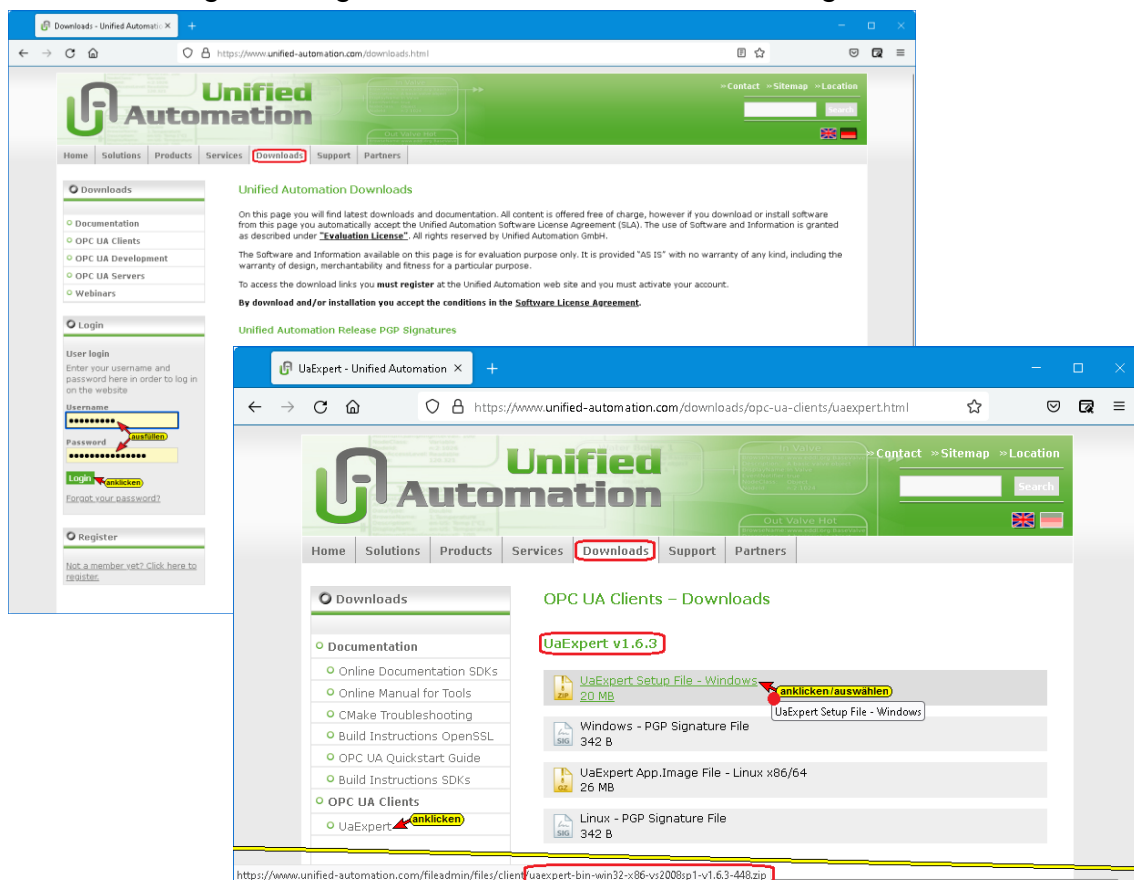 Downloads - Unified Automatic
https://www.unified-automation.com/downloads.html
Unified
Automation
»Contact »Sitemap »Location
Search
Out Valve Hot
Home Solutions Products Services Downloads Support Partners
Downloads
Documentation
OPC UA Clients
OPC UA Development
OPC UA Servers
Webinars
Login
User login
Enter your username and
password here in order to log in
on the website
Username
ausfüllen
Password
Login
anklicken
Forgot your password?
Register
Not a member yet? Click here to
register.
Unified Automation Downloads
On this page you will find latest downloads and documentation. All content is offered free of charge, however if you download or install software
from this page you automatically accept the Unified Automation Software License Agreement (SLA). The use of Software and Information is granted
as described under "Evaluation License". All rights reserved by Unified Automation GmbH.
The Software and Information available on this page is for evaluation purpose only. It is provided "AS IS" with no warranty of any kind, including the
warranty of design, merchantability and fitness for a particular purpose.
To access the download links you must register at the Unified Automation web site and you must activate your account.
By download and/or installation you accept the conditions in the Software License Agreement.
Unified Automation Release PGP Signatures
UaExpert - Unified Automation
https://www.unified-automation.com/downloads/opc-ua-clients/uaexpert.html
Unified
Automation
»Contact »Sitemap »Location
Search
In Valve
Out Valve Hot
Home Solutions Products Services Downloads Support Partners
Downloads
Documentation
Online Documentation SDKs
Online Manual for Tools
CMake Troubleshooting
Build Instructions OpenSSL
OPC UA Quickstart Guide
Build Instructions SDKs
OPC UA Clients
UaExpert
anklicken
OPC UA Clients – Downloads
UaExpert v1.6.3
UaExpert Setup File - Windows
20 MB
anklicken/auswählen
UaExpert Setup File - Windows
Windows - PGP Signature File
342 B
UaExpert App.Image File - Linux x86/64
26 MB
Linux - PGP Signature File
342 B
ZIP
SIG
GZ
SIG
https://www.unified-automation.com/fileadmin/files/client/uaexpert-bin-win32-x86-vs2008sp1-v1.6.3-448.zip